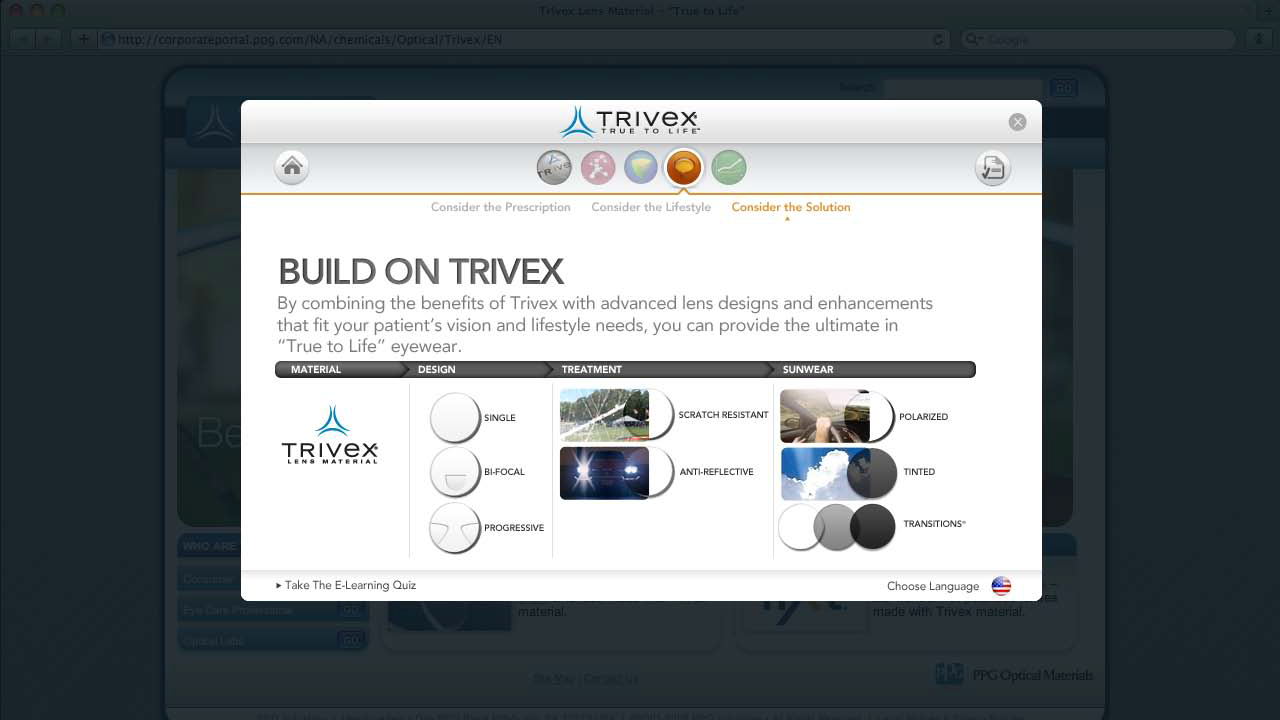 Trivex Lens Material – "True to Life"
http://corporateportal.ppg.com/NA/chemicals/Optical/Trivex/EN
Google
Search
GO
TRIVEX
TRUE TO LIFE™
Consider the Prescription
Consider the Lifestyle
Consider the Solution
BUILD ON TRIVEX
By combining the benefits of Trivex with advanced lens designs and enhancements
that fit your patient's vision and lifestyle needs, you can provide the ultimate in
“True to Life” eyewear.
MATERIAL
DESIGN
TREATMENT
SUNWEAR
TRIVEX
LENS MATERIAL
SINGLE
BI-FOCAL
PROGRESSIVE
SCRATCH RESISTANT
ANTI-REFLECTIVE
POLARIZED
TINTED
TRANSITIONS
Be
WHO ARE
Consumer
Eye Care Professional
GO
Optical Labs
GO
Take The E-Learning Quiz
Choose Language
material.
made with Trivex material.
Site Map | Contact Us
PPG PPG Optical Materials